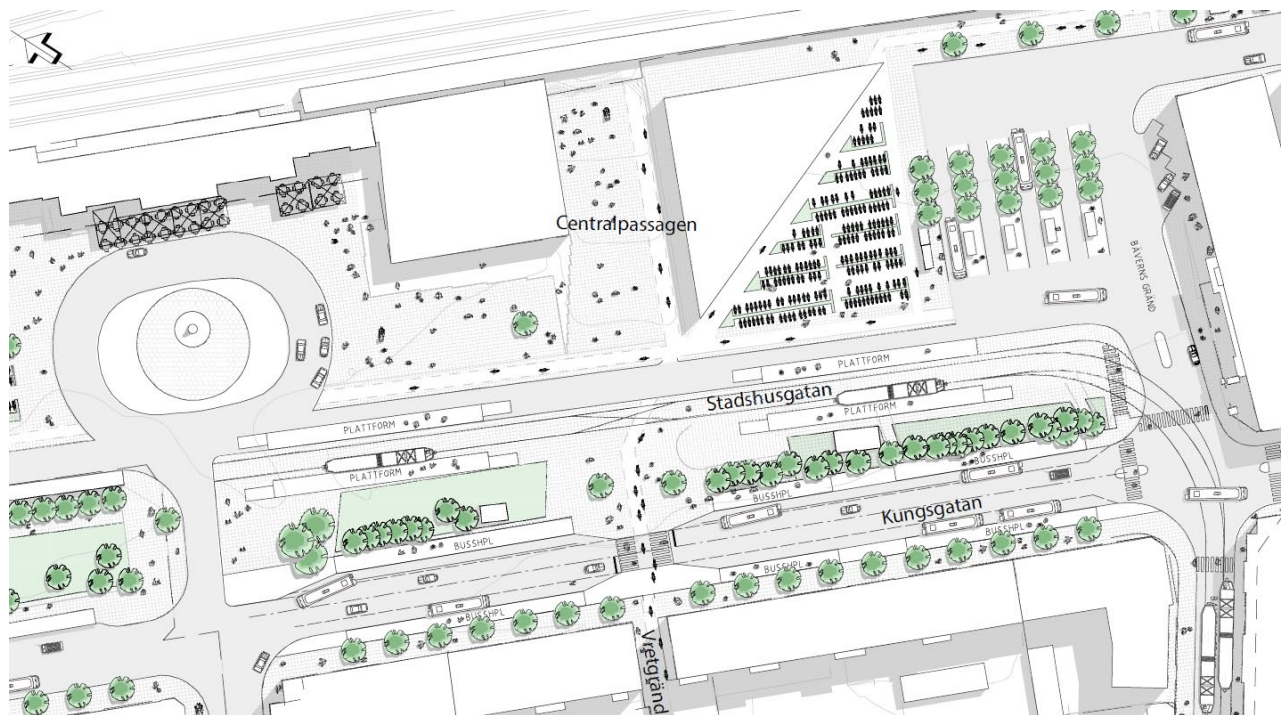 Centralpassagen
BÄVERNS GRÄND
PLATTFORM
Stadshusgatan
PLATTFORM
PLATTFORM
PLATTFORM
BUSSHPL
BUSSHPL
Kungsgatan
BUSSHPL
BUSSHPL
BUSSHPL
BUSSHPL
Vretgränd